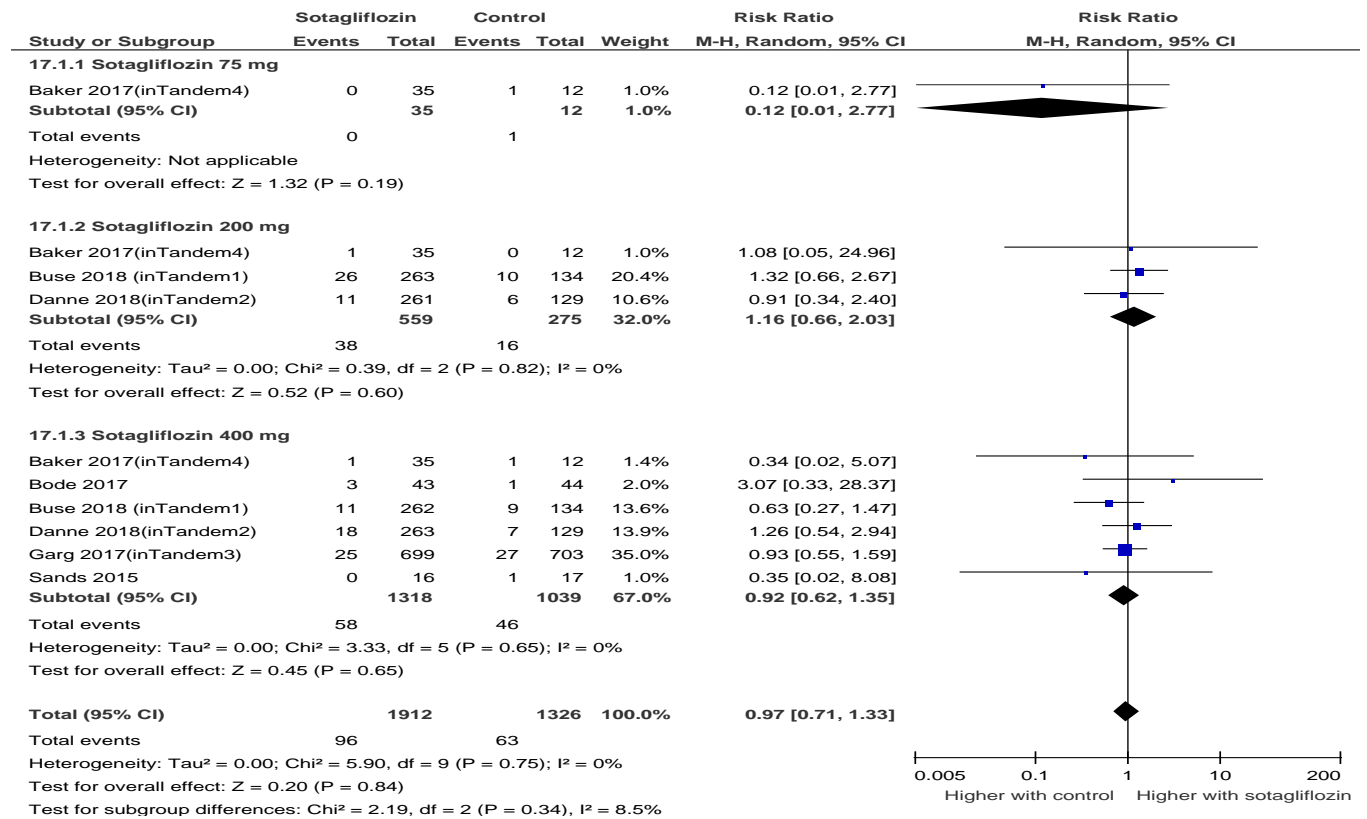 Sotagliflozin Control Risk Ratio Risk Ratio
Study or Subgroup Events Total Events Total Weight M-H, Random, 95% CI M-H, Random, 95% CI
17.1.1 Sotagliflozin 75 mg
Baker 2017(inTandem4) 0 35 1 12 1.0% 0.12 [0.01, 2.77]
Subtotal (95% CI) 35 12 1.0% 0.12 [0.01, 2.77]
Total events 0 1
Heterogeneity: Not applicable
Test for overall effect: Z = 1.32 (P = 0.19)
17.1.2 Sotagliflozin 200 mg
Baker 2017(inTandem4) 1 35 0 12 1.0% 1.08 [0.05, 24.96]
Buse 2018 (inTandem1) 26 263 10 134 20.4% 1.32 [0.66, 2.67]
Danne 2018(inTandem2) 11 261 6 129 10.6% 0.91 [0.34, 2.40]
Subtotal (95% CI) 559 275 32.0% 1.16 [0.66, 2.03]
Total events 38 16
Heterogeneity: Tau² = 0.00; Chi² = 0.39, df = 2 (P = 0.82); I² = 0%
Test for overall effect: Z = 0.52 (P = 0.60)
17.1.3 Sotagliflozin 400 mg
Baker 2017(inTandem4) 1 35 1 12 1.4% 0.34 [0.02, 5.07]
Bode 2017 3 43 1 44 2.0% 3.07 [0.33, 28.37]
Buse 2018 (inTandem1) 11 262 9 134 13.6% 0.63 [0.27, 1.47]
Danne 2018(inTandem2) 18 263 7 129 13.9% 1.26 [0.54, 2.94]
Garg 2017(inTandem3) 25 699 27 703 35.0% 0.93 [0.55, 1.59]
Sands 2015 0 16 1 17 1.0% 0.35 [0.02, 8.08]
Subtotal (95% CI) 1318 1039 67.0% 0.92 [0.62, 1.35]
Total events 58 46
Heterogeneity: Tau² = 0.00; Chi² = 3.33, df = 5 (P = 0.65); I² = 0%
Test for overall effect: Z = 0.45 (P = 0.65)
Total (95% CI) 1912 1326 100.0% 0.97 [0.71, 1.33]
Total events 96 63
Heterogeneity: Tau² = 0.00; Chi² = 5.90, df = 9 (P = 0.75); I² = 0%
Test for overall effect: Z = 0.20 (P = 0.84)
Test for subgroup differences: Chi² = 2.19, df = 2 (P = 0.34), I² = 8.5%
0.005 0.1 1 10 200
Higher with control Higher with sotagliflozin